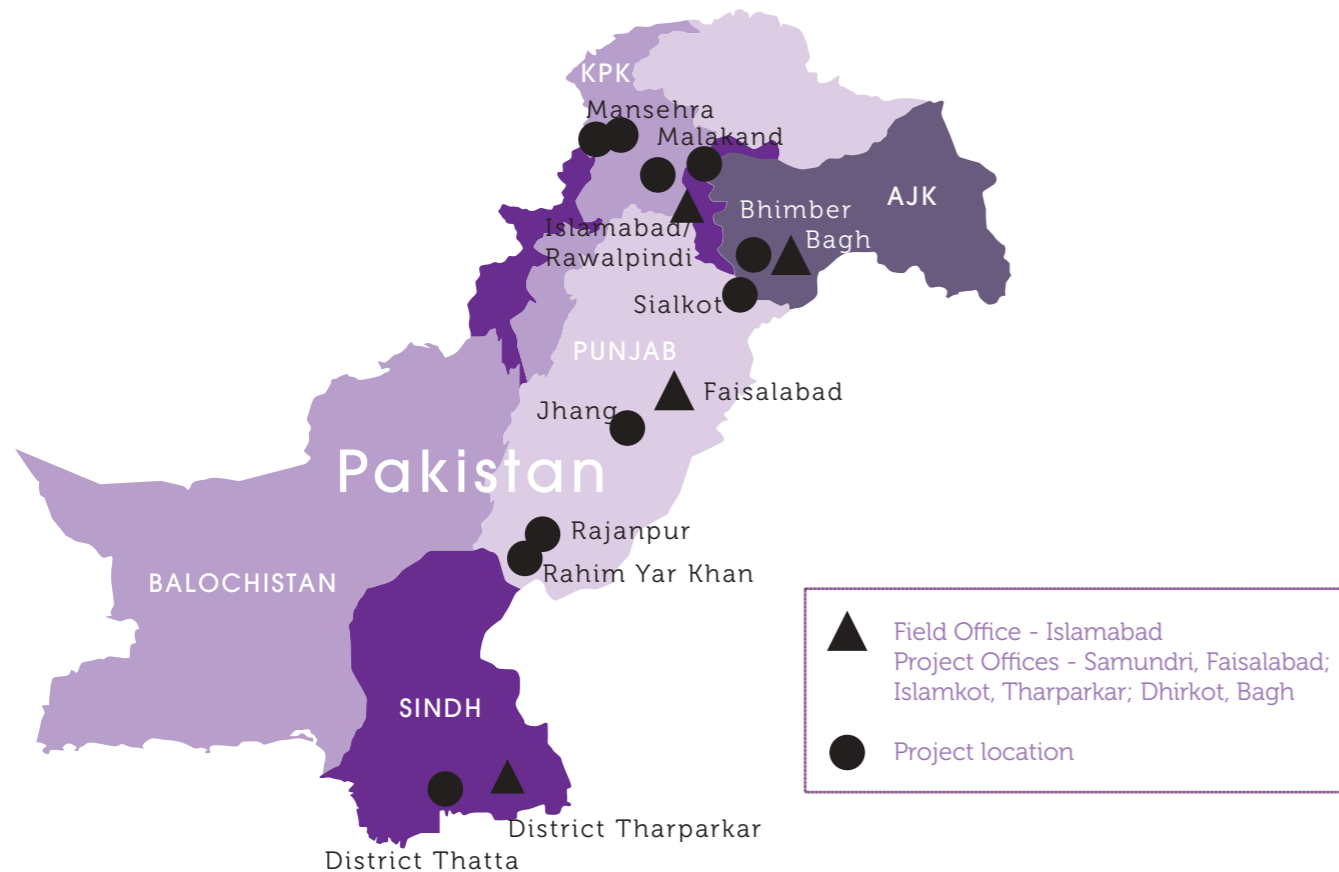 KPK
Mansehra
Malakand
AJK
Bhimber
Bagh
Islamabad/
Rawalpindi
Sialkot
PUNJAB
Faisalabad
Jhang
Pakistan
Rajanpur
Rahim Yar Khan
BALOCHISTAN
SINDH
District Tharparkar
District Thatta
Field Office - Islamabad
Project Offices - Samundri, Faisalabad;
Islamkot, Tharparkar; Dhirkot, Bagh
Project location